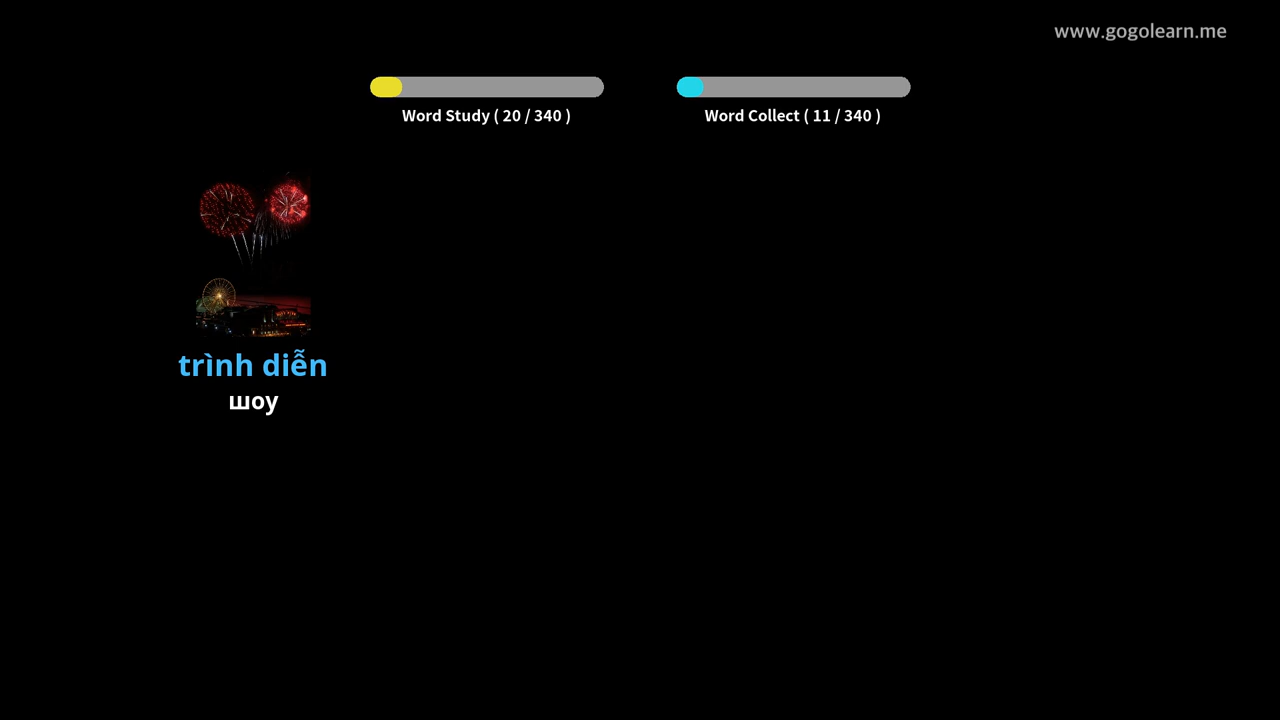 www.gogolearn.me
Word Study ( 20 / 340 )
Word Collect ( 11 / 340 )
trình diễn
шоу